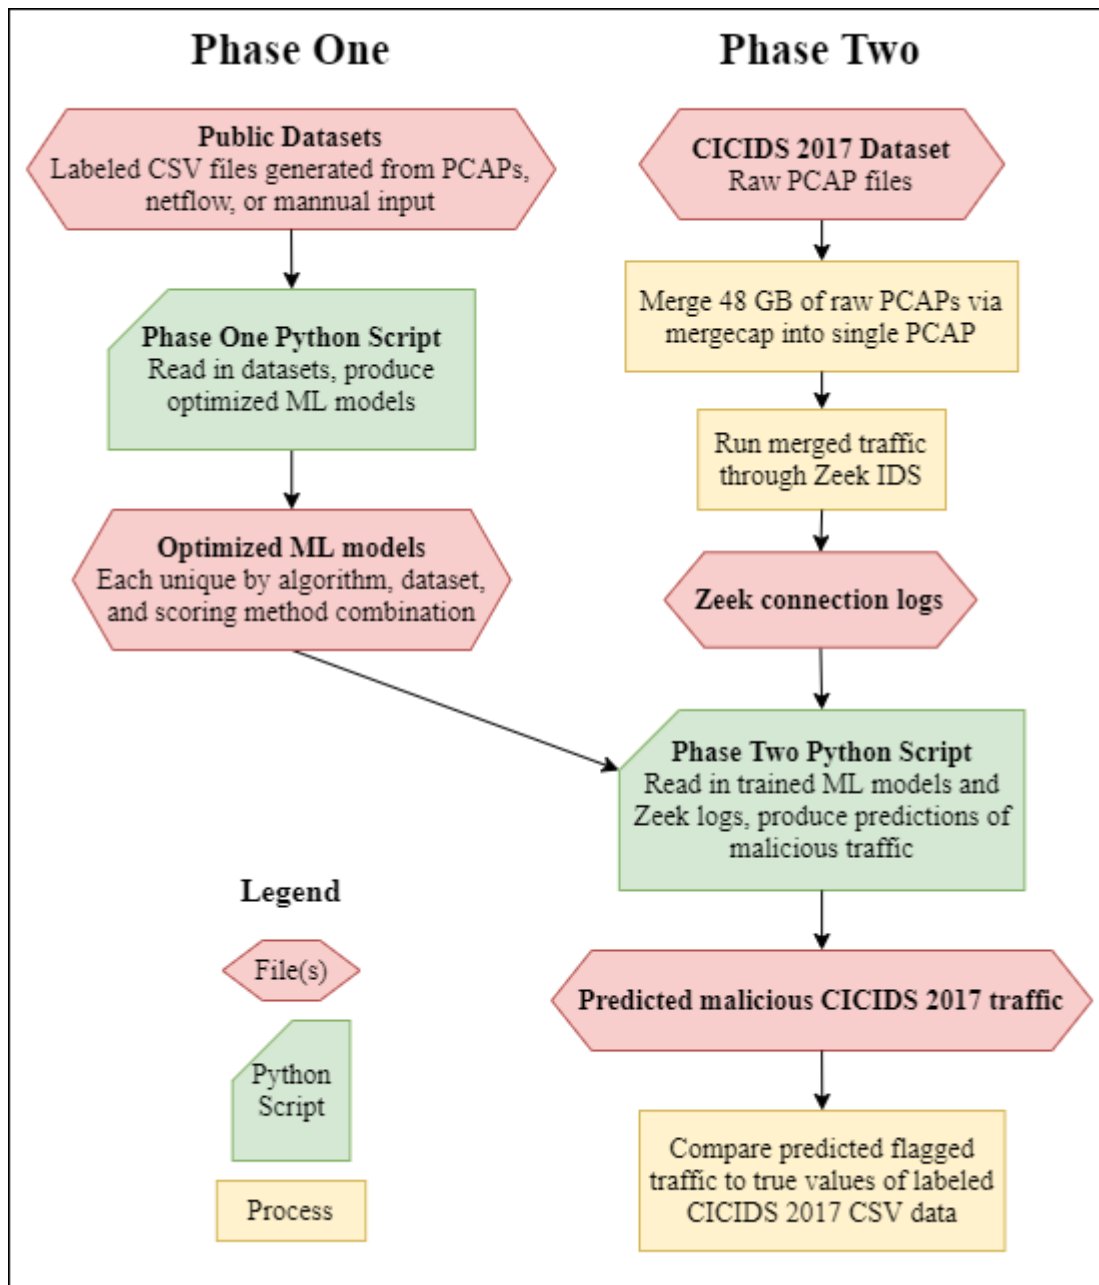 Phase One
Public Datasets
Labeled CSV files generated from PCAPs,
netflow, or mannual input
Phase One Python Script
Read in datasets, produce
optimized ML models
Optimized ML models
Each unique by algorithm, dataset,
and scoring method combination
Phase Two
CICIDS 2017 Dataset
Raw PCAP files
Merge 48 GB of raw PCAPs via
mergecap into single PCAP
Run merged traffic
through Zeek IDS
Zeek connection logs
Phase Two Python Script
Read in trained ML models and
Zeek logs, produce predictions of
malicious traffic
Predicted malicious CICIDS 2017 traffic
Compare predicted flagged
traffic to true values of labeled
CICIDS 2017 CSV data
Legend
File(s)
Python
Script
Process